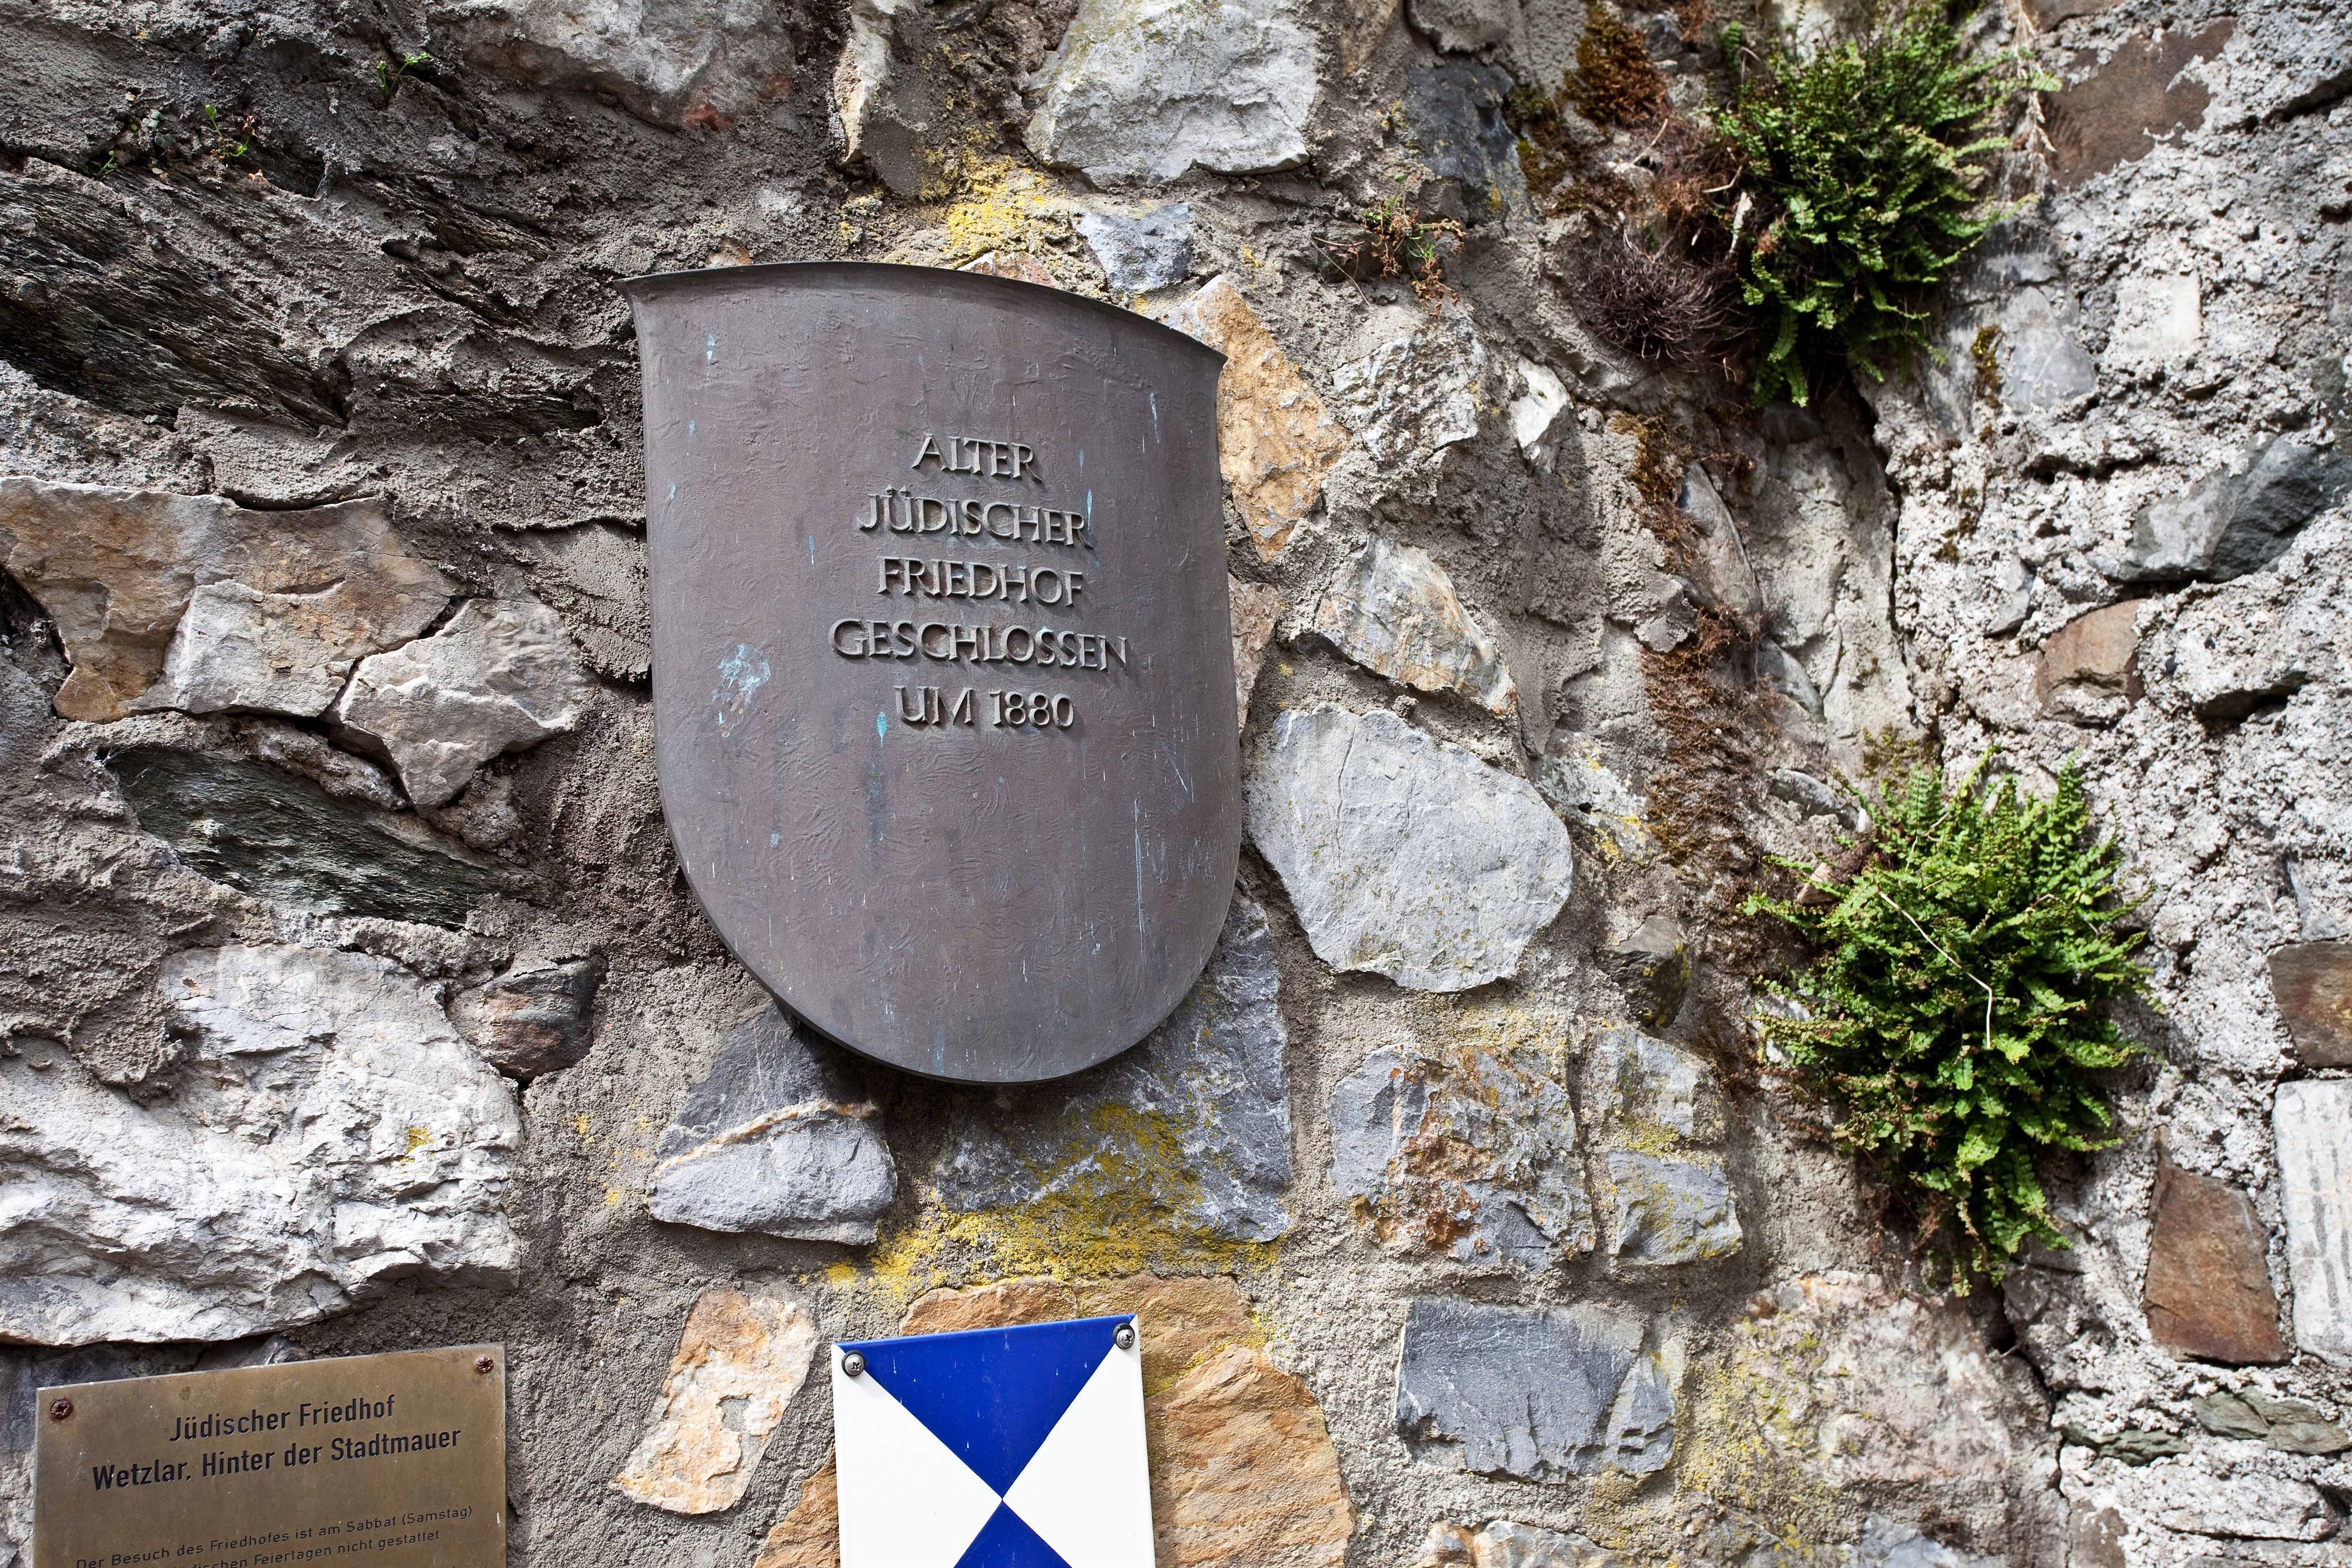 ALTER
JÜDISCHER
FRIEDHOF
GESCHLOSSEN
UM 1880
Jüdischer Friedhof
Wetzlar, Hinter der Stadtmauer
Der Besuch des Friedhofes ist am Sabbat (Samstag)
Feiertagen nicht gestattet